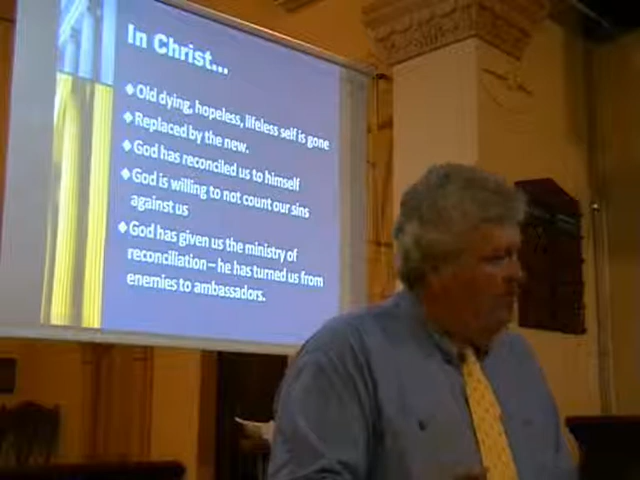 In Christ...
◆Old dying, hopeless, lifeless self is gone
◆Replaced by the new.
◆God has reconciled us to himself
◆God is willing to not count our sins
against us
◆God has given us the ministry of
reconciliation – he has turned us from
enemies to ambassadors.